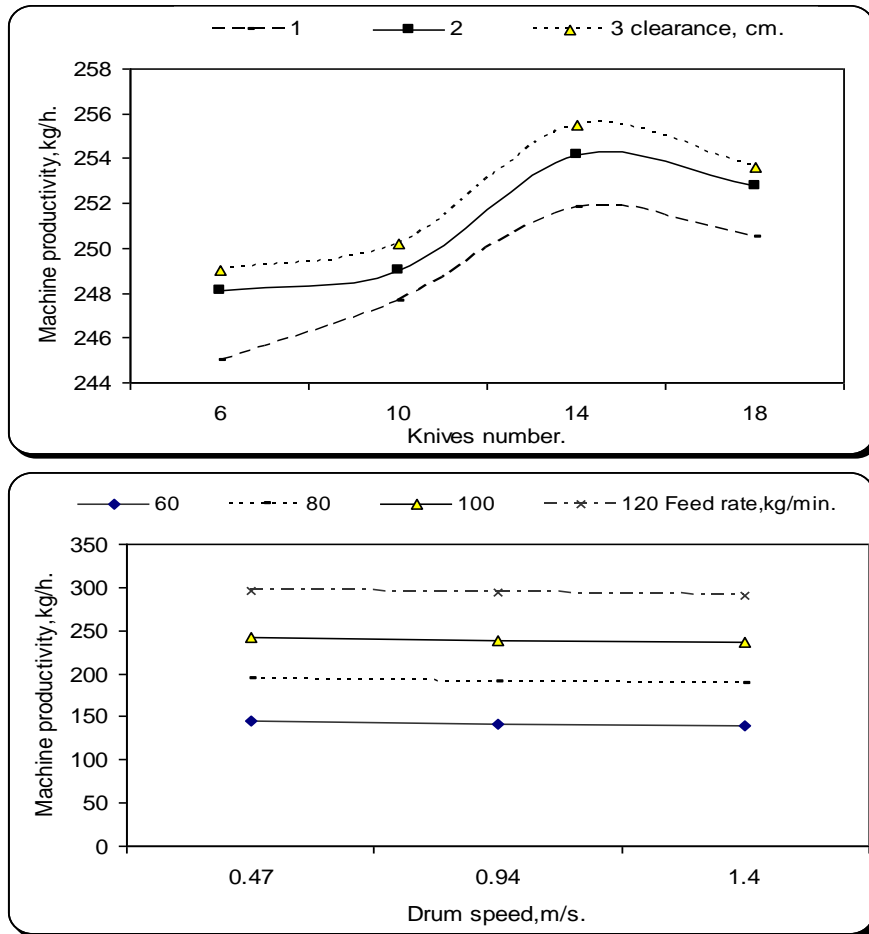 1 2 3 clearance, cm.
Machine productivity,kg/h.
258
256
254
252
250
248
246
244
6 10 14 18
Knives number.
60 80 100 120 Feed rate,kg/min.
Machine productivity,kg/h.
350
300
250
200
150
100
50
0
0.47 0.94 1.4
Drum speed,m/s.